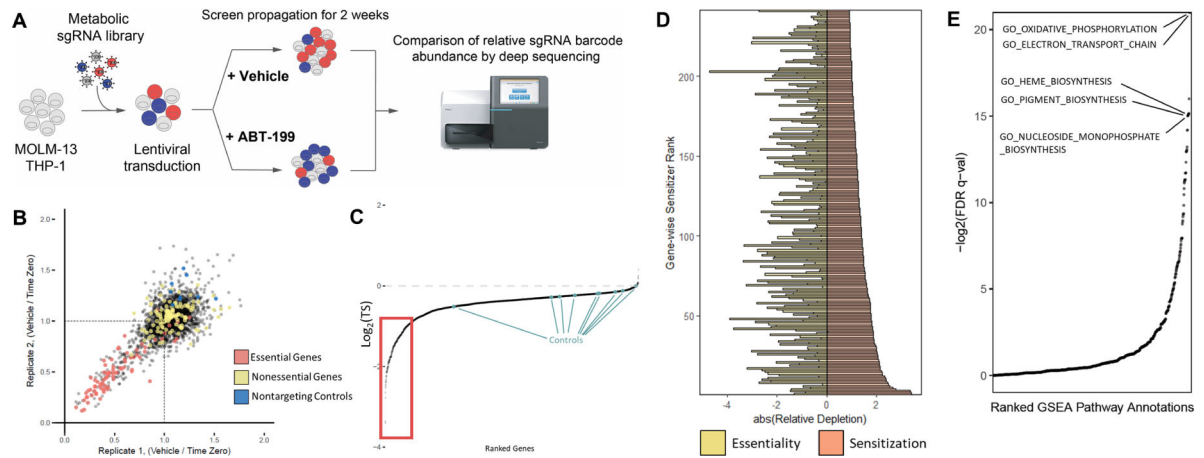 A
Metabolic
sgRNA library
MOLM-13
THP-1
Lentiviral
transduction
Screen propagation for 2 weeks
+ Vehicle
+ ABT-199
Comparison of relative sgRNA barcode
abundance by deep sequencing
B
Replicate 2, (Vehicle / Time Zero)
2.0
1.5
1.0
0.5
0.0
0.0
0.5
1.0
1.5
2.0
Replicate 1, (Vehicle / Time Zero)
Essential Genes
Nonessential Genes
Nontargeting Controls
C
Log2(TS)
2
0
−2
−4
Controls
Ranked Genes
D
Gene-wise Sensitizer Rank
200
150
100
50
-4
-2
0
2
abs(Relative Depletion)
Essentiality
Sensitization
E
−log2(FDR q-val)
20
15
10
5
0
GO_OXIDATIVE_PHOSPHORYLATION
GO_ELECTRON_TRANSPORT_CHAIN
GO_HEME_BIOSYNTHESIS
GO_PIGMENT_BIOSYNTHESIS
GO_NUCLEOSIDE_MONOPHOSPHATE
_BIOSYNTHESIS
Ranked GSEA Pathway Annotations